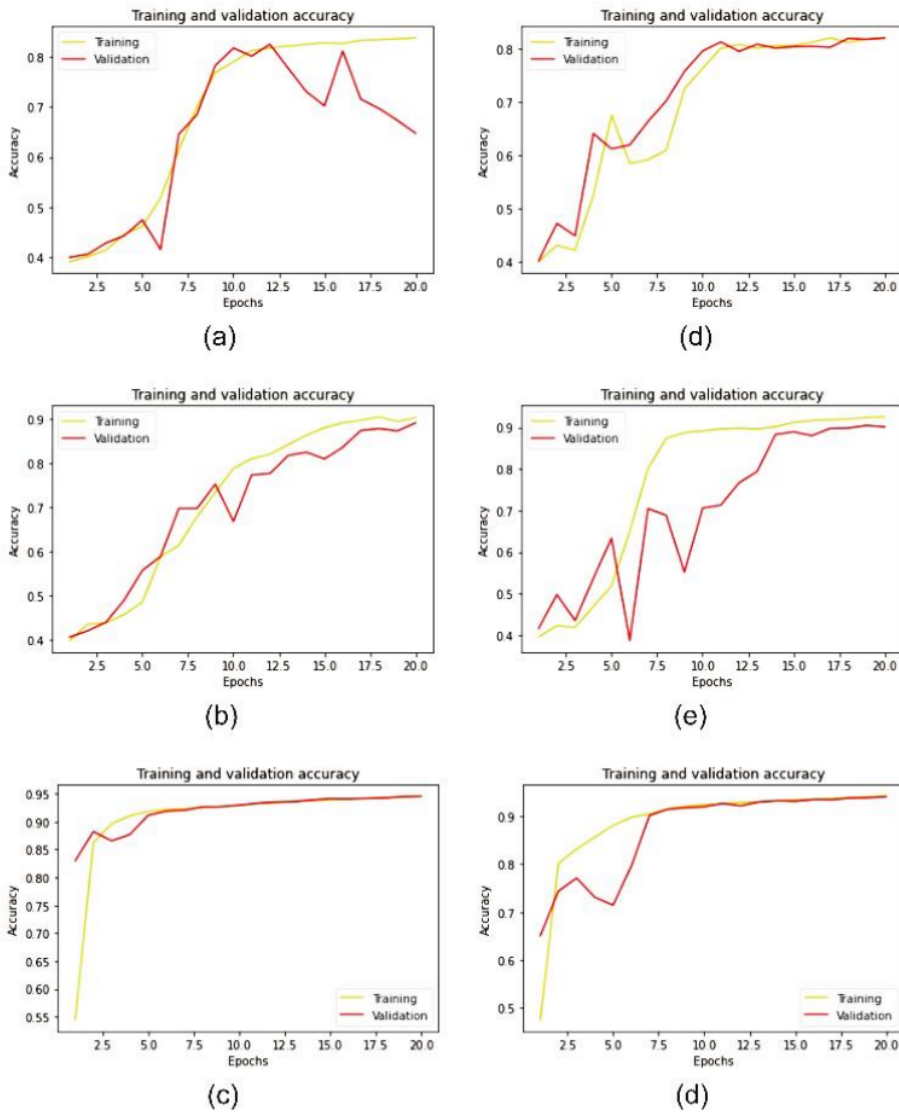 Training and validation accuracy
Training
Validation
Accuracy
0.8
0.7
0.6
0.5
0.4
2.5 5.0 7.5 10.0 12.5 15.0 17.5 20.0
Epochs
(a)
Training and validation accuracy
Training
Validation
Accuracy
0.8
0.7
0.6
0.5
0.4
2.5 5.0 7.5 10.0 12.5 15.0 17.5 20.0
Epochs
(d)
Training and validation accuracy
Training
Validation
Accuracy
0.9
0.8
0.7
0.6
0.5
0.4
2.5 5.0 7.5 10.0 12.5 15.0 17.5 20.0
Epochs
(b)
Training and validation accuracy
Training
Validation
Accuracy
0.9
0.8
0.7
0.6
0.5
0.4
2.5 5.0 7.5 10.0 12.5 15.0 17.5 20.0
Epochs
(e)
Training and validation accuracy
Accuracy
0.95
0.90
0.85
0.80
0.75
0.70
0.65
0.60
0.55
Training
Validation
2.5 5.0 7.5 10.0 12.5 15.0 17.5 20.0
Epochs
(c)
Training and validation accuracy
Accuracy
0.9
0.8
0.7
0.6
0.5
Training
Validation
2.5 5.0 7.5 10.0 12.5 15.0 17.5 20.0
Epochs
(d)